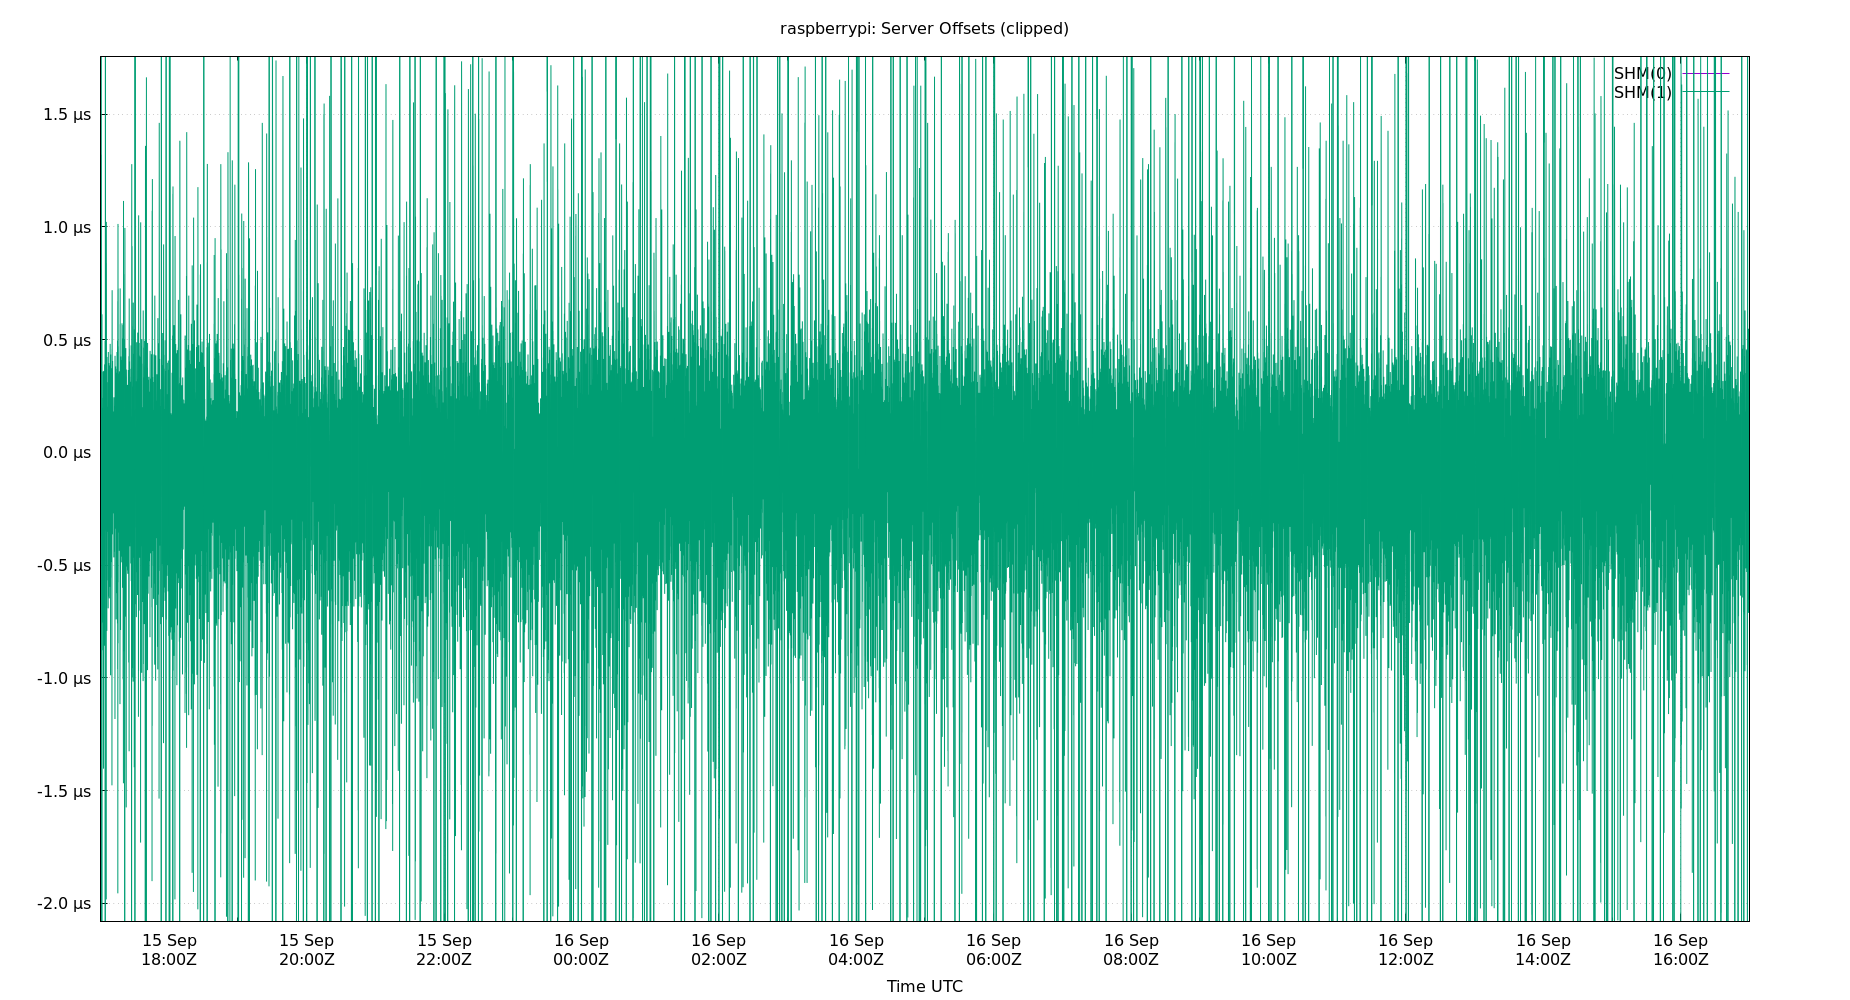 raspberrypi: Server Offsets (clipped)
SHM(0)
SHM(1)
1.5 µs
1.0 µs
0.5 µs
0.0 µs
-0.5 µs
-1.0 µs
-1.5 µs
-2.0 µs
15 Sep 15 Sep 15 Sep 16 Sep 16 Sep 16 Sep 16 Sep 16 Sep 16 Sep 16 Sep 16 Sep 16 Sep
18:00Z 20:00Z 22:00Z 00:00Z 02:00Z 04:00Z 06:00Z 08:00Z 10:00Z 12:00Z 14:00Z 16:00Z
Time UTC